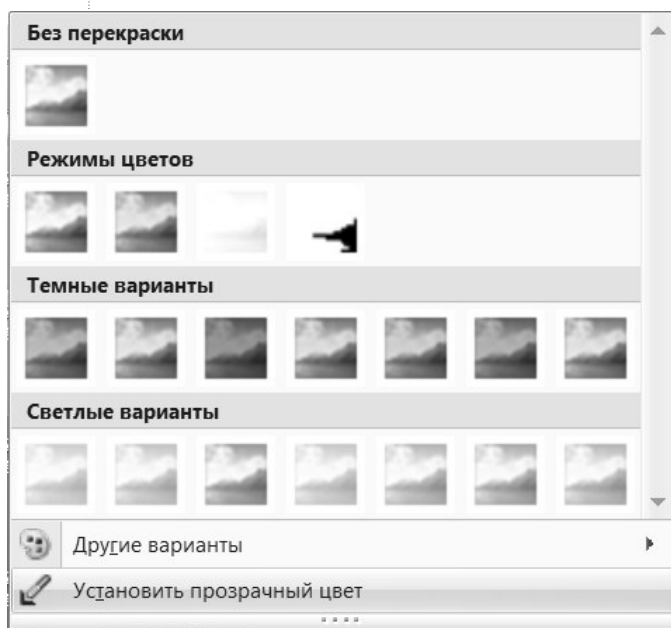 Без перекраски
Режимы цветов
Темные варианты
Светлые варианты
Другие варианты
Установить прозрачный цвет